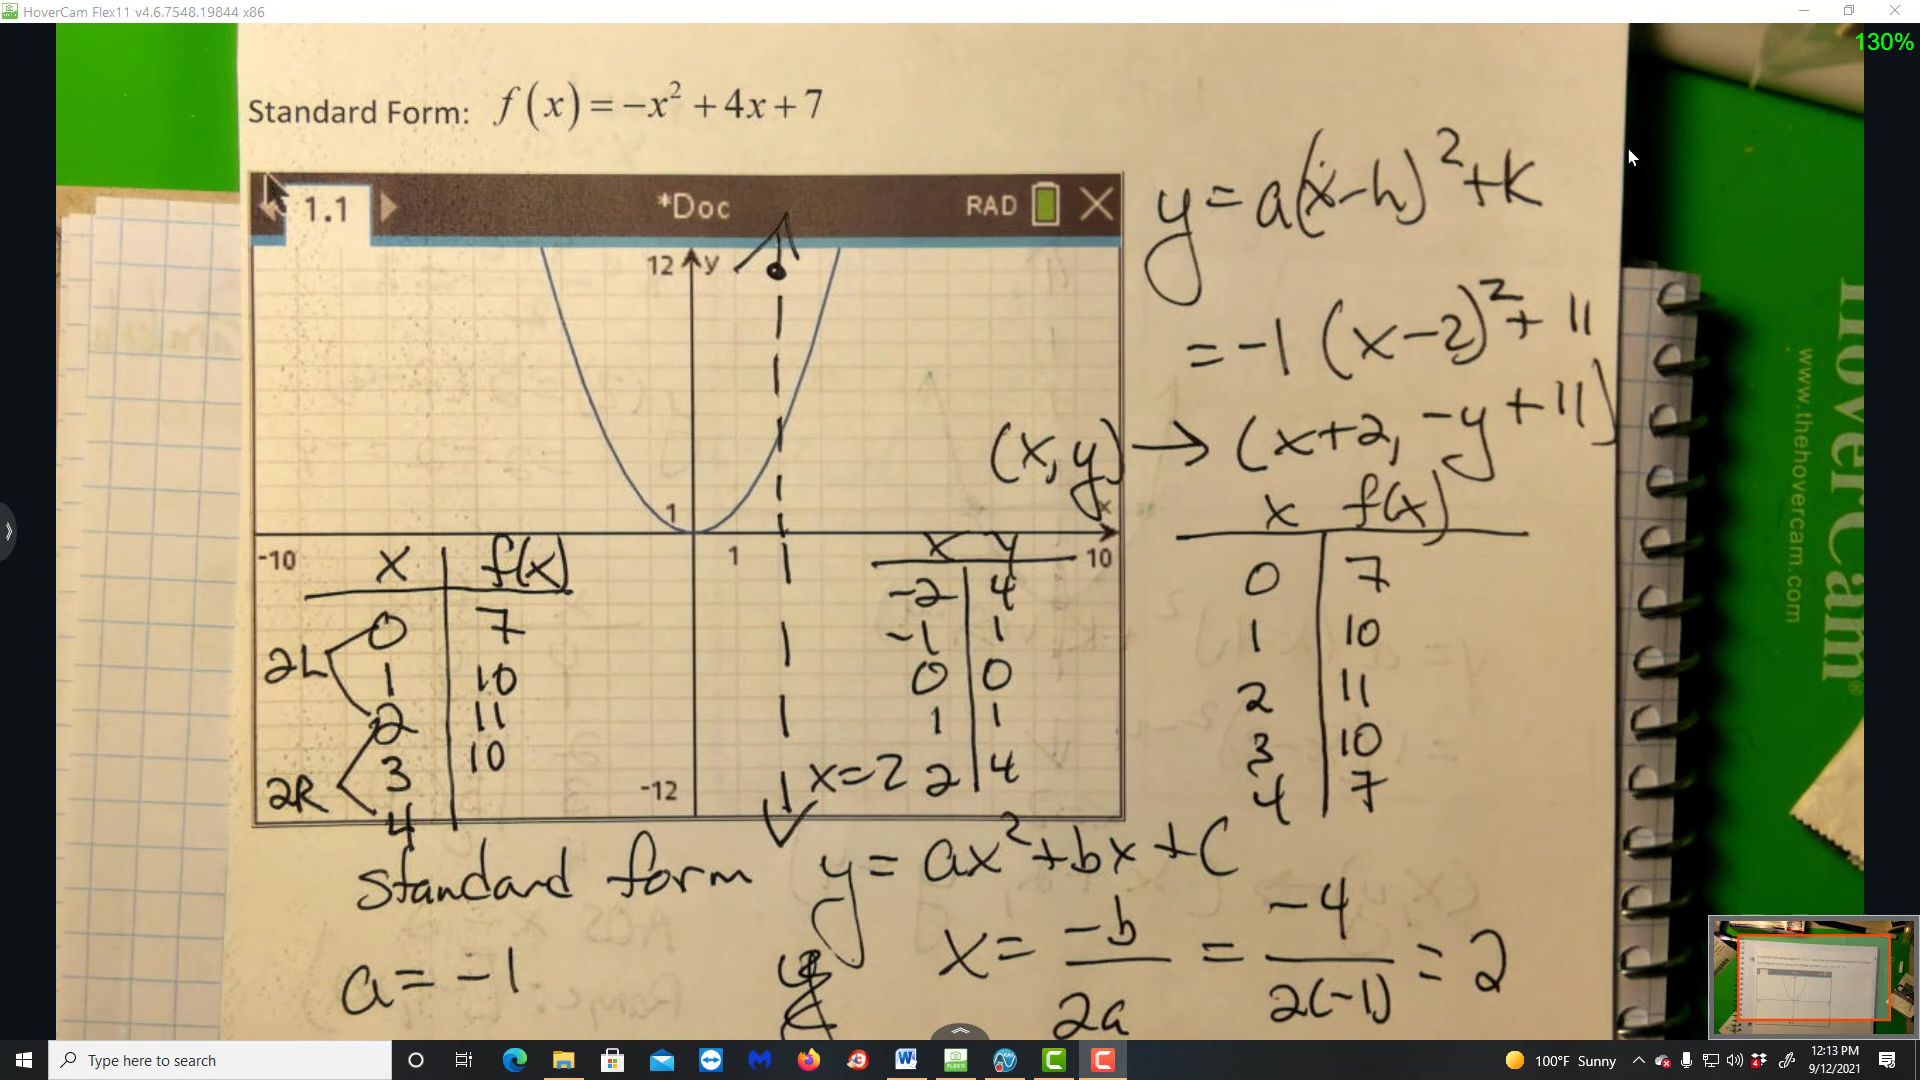 HoverCam Flex11 v4.6.7548.19844 x86
130%
Standard Form: f(x) = −x² + 4x + 7
1.1
*Doc
RAD
12
y
1
x
-10
1
10
-12
y = a(x-h)² + k
= -1 (x-2)² + 11
(x,y) → (x+2, -y+11)
x f(x)
0 7
1 10
2 11
3 10
4 7
x y
-2 4
-1 1
0 0
1 1
2 4
x f(x)
0 7
1 10
2 11
3 10
4
2L
2R
x=2
standard form y = ax² + bx + c
a = -1
x = -b/2a = -4/2(-1) = 2
HoverCam®
www.thehovercam.com
Type here to search
100°F Sunny
12:13 PM
9/12/2021